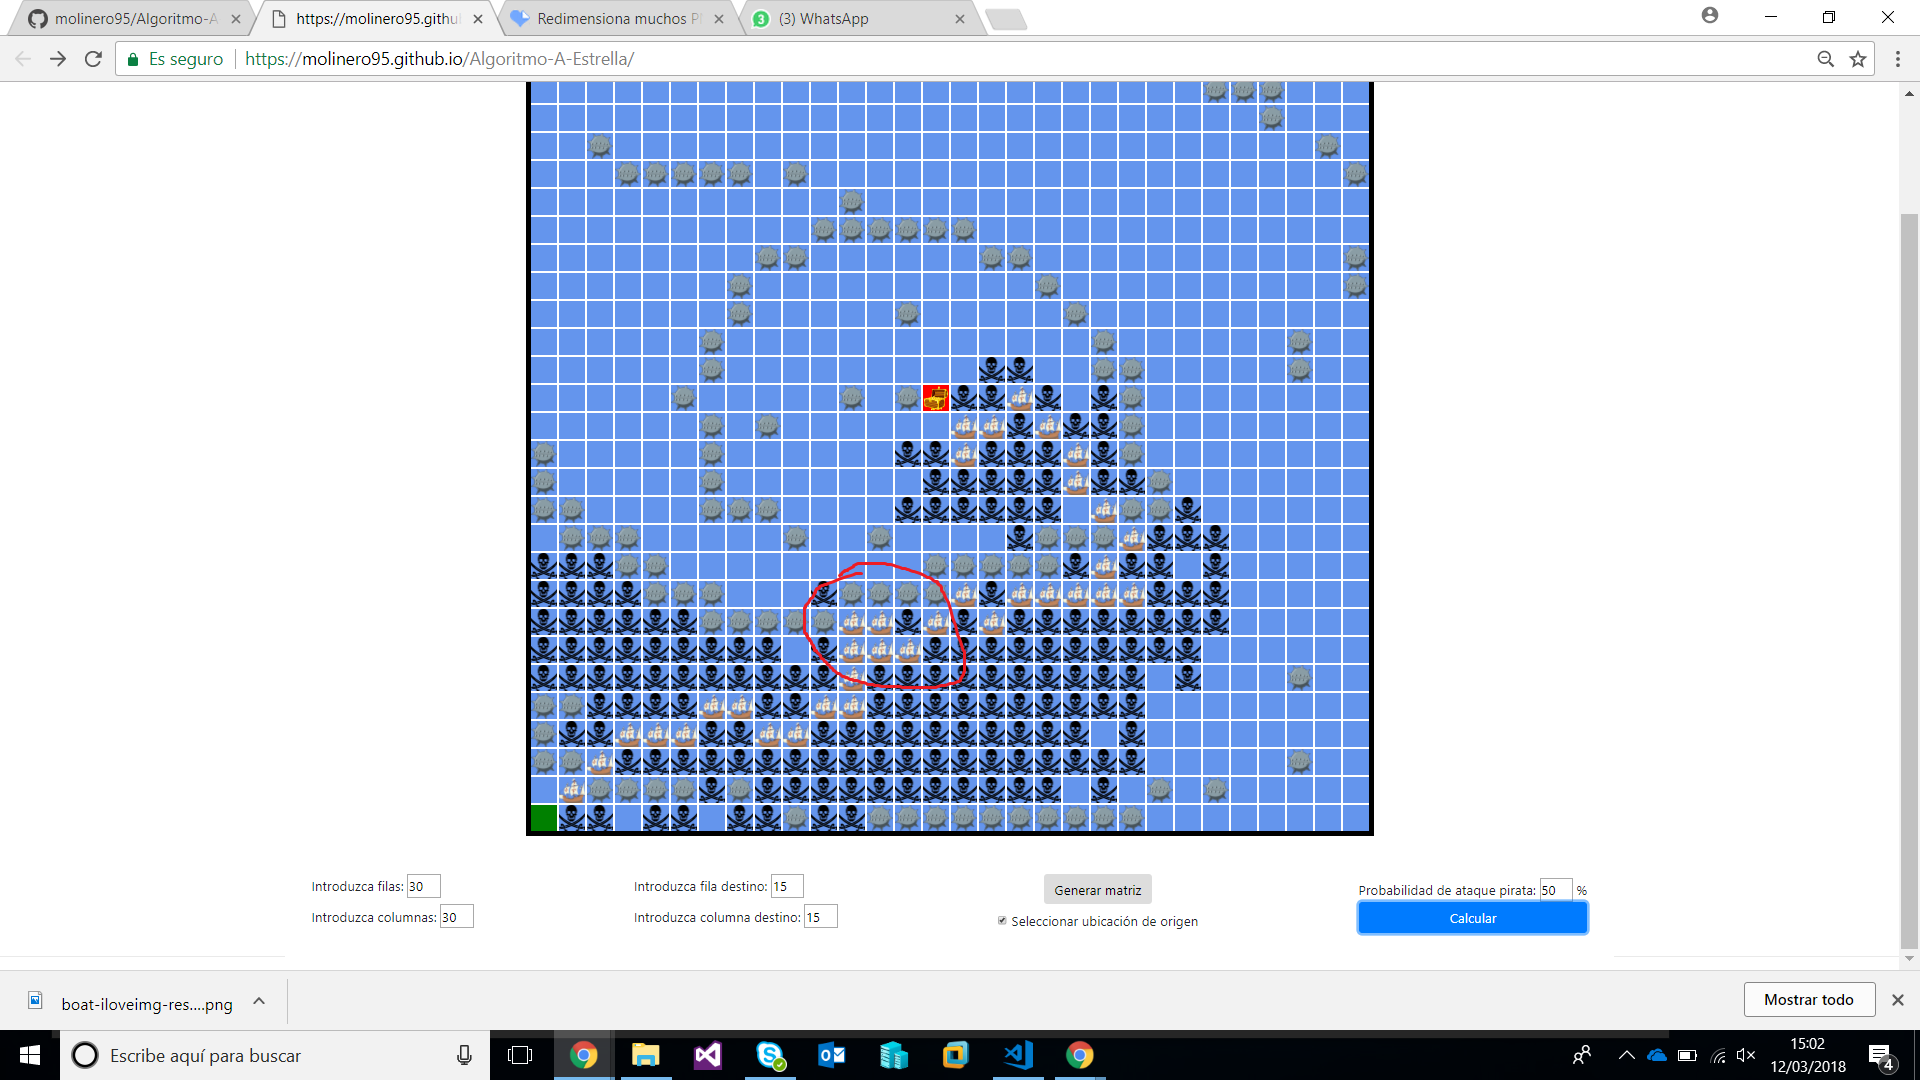 molinero95/Algoritmo-A
https://molinero95.githu
Redimensiona muchos P
(3) WhatsApp
Es seguro
https://molinero95.github.io/Algoritmo-A-Estrella/
Introduzca filas: 30
Introduzca fila destino: 15
Generar matriz
Probabilidad de ataque pirata: 50 %
Introduzca columnas: 30
Introduzca columna destino: 15
Seleccionar ubicación de origen
Calcular
boat-iloveimg-res....png
Mostrar todo
Escribe aquí para buscar
15:02
12/03/2018
4